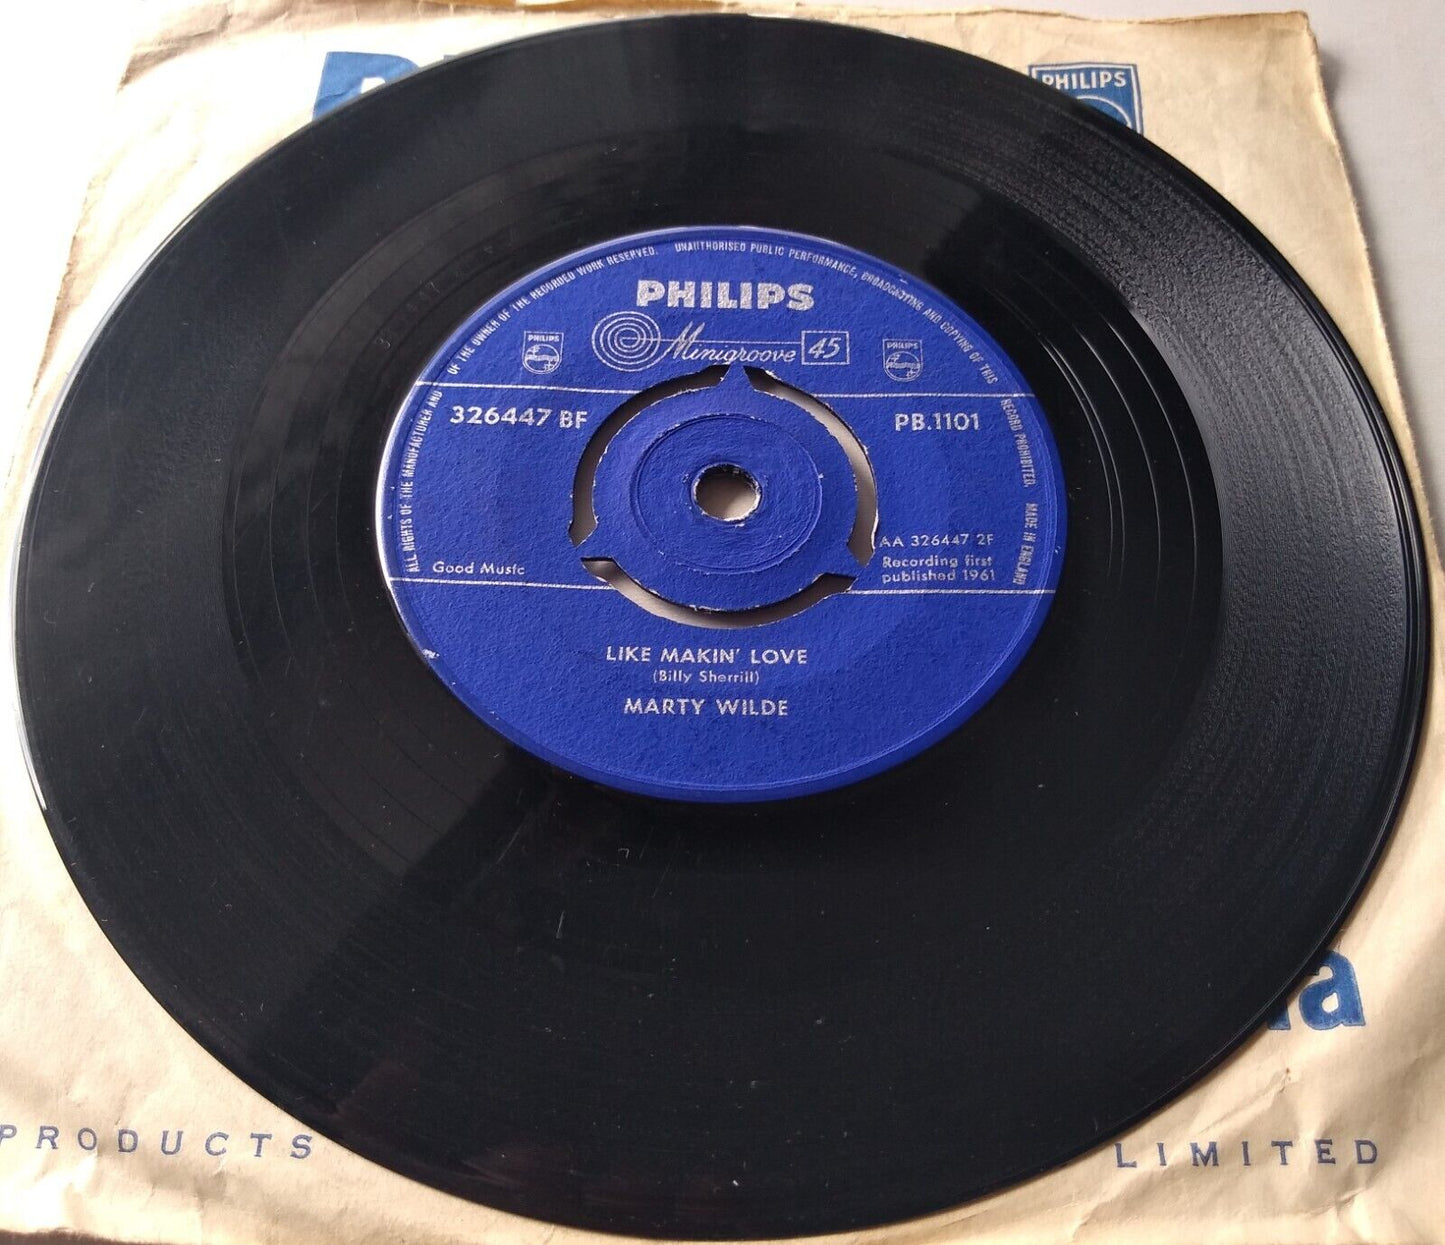 PHILIPS
ALL RIGHTS OF THE MANUFACTURER AND OF THE OWNER OF THE RECORDED WORK RESERVED. UNAUTHORISED PUBLIC PERFORMANCE, BROADCASTING AND COPYING OF THIS RECORD PROHIBITED. MADE IN ENGLAND
PHILIPS
Minigroove 45
PHILIPS
PHILIPS
326447 BF
PB.1101
AA 326447 2F
Good Music
Recording first
published 1961
LIKE MAKIN' LOVE
(Billy Sherrill)
MARTY WILDE
PRODUCTS LIMITED